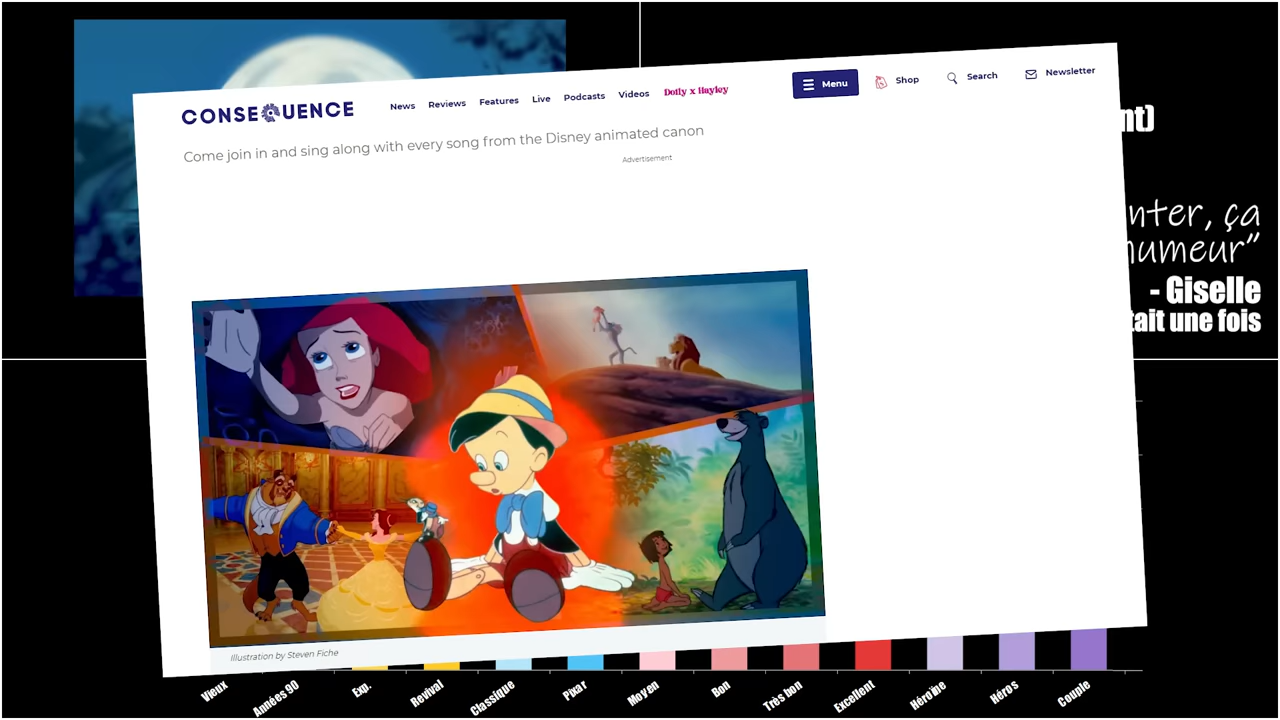 CONSEQUENCE
News Reviews Features Live Podcasts Videos Dolly x Hayley Menu Shop Search Newsletter
Come join in and sing along with every song from the Disney animated canon
Advertisement
nt)
nter, ça
humeur”
- Giselle
tait une fois
Illustration by Steven Fiche
Vieux Années 90 Exp. Revival Classique Pixar Moyen Bon Très bon Excellent Héroïne Héros Couple